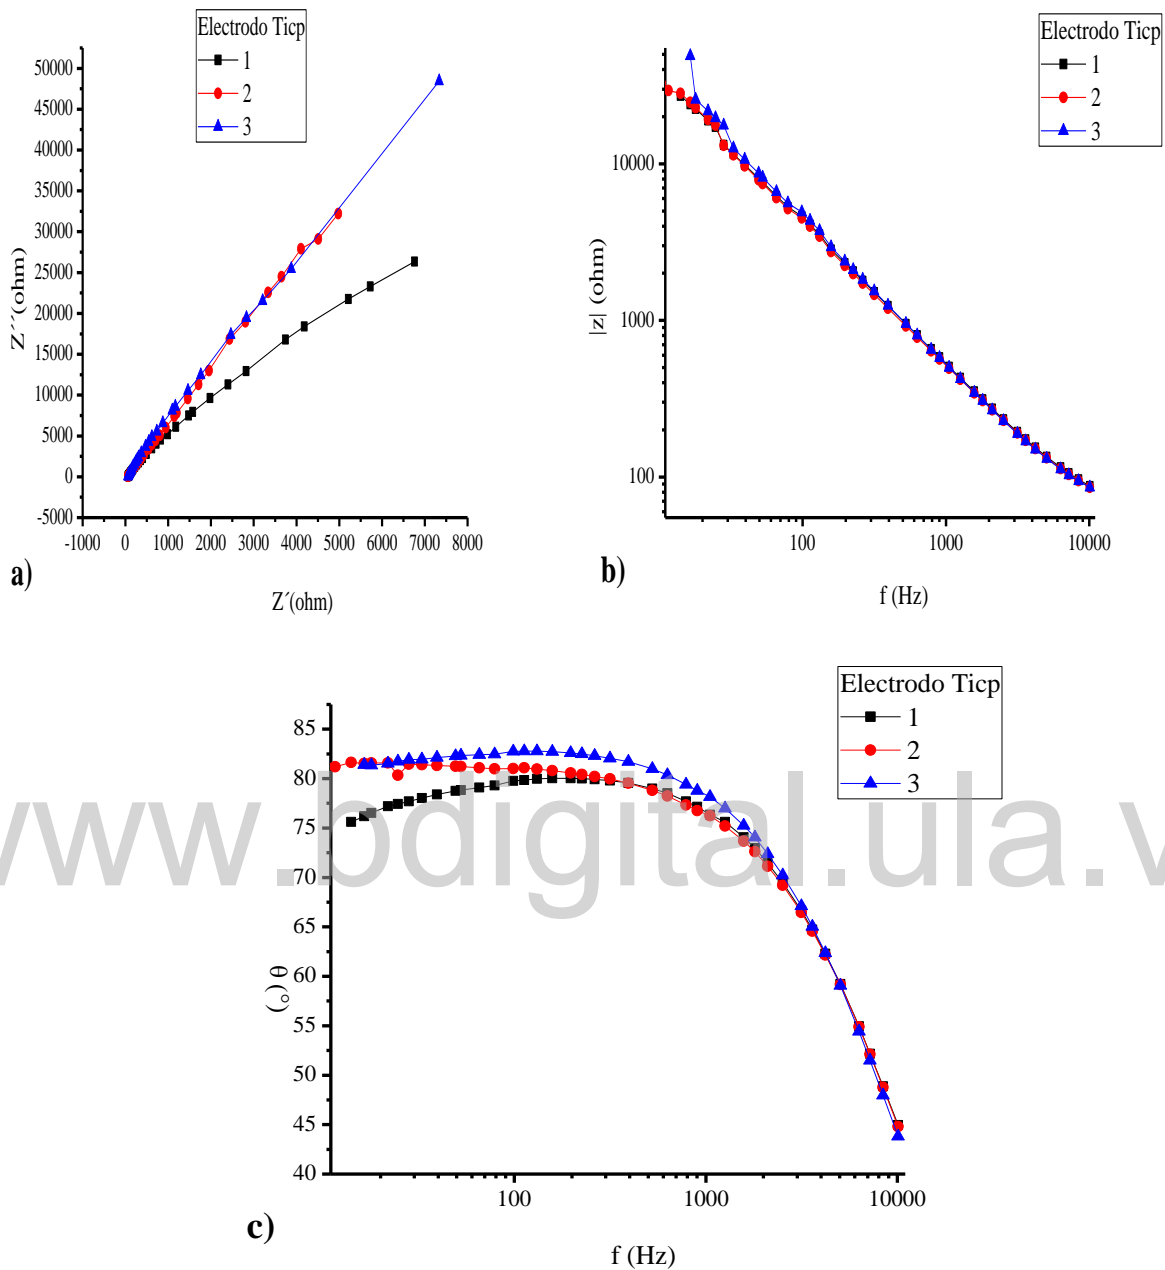 Electrodo Ticp
1
2
3
50000
45000
40000
35000
30000
25000
20000
15000
10000
5000
0
-5000
Z´´(ohm)
-1000 0 1000 2000 3000 4000 5000 6000 7000 8000
Z´(ohm)
a)
Electrodo Ticp
1
2
3
10000
1000
100
|z| (ohm)
100 1000 10000
f (Hz)
b)
Electrodo Ticp
1
2
3
85
80
75
70
65
60
55
50
45
40
θ (°)
100 1000 10000
f (Hz)
c)
www.bdigital.ula.v